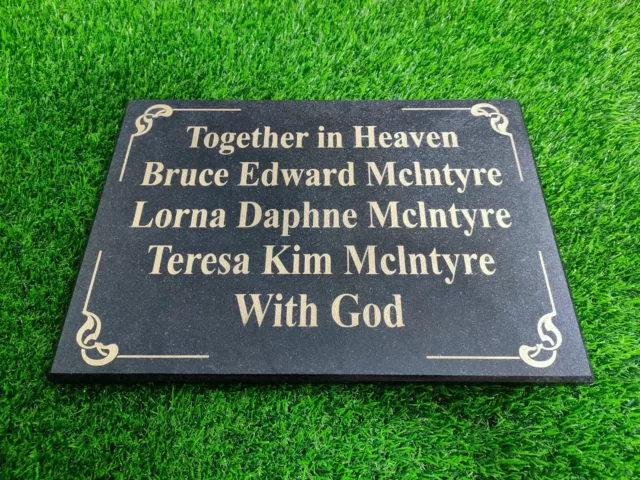 Together in Heaven
Bruce Edward McIntyre
Lorna Daphne McIntyre
Teresa Kim McIntyre
With God